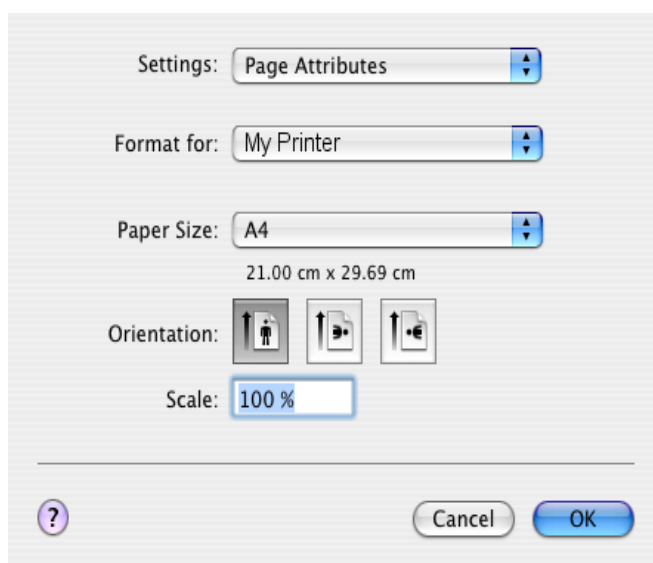 Settings: Page Attributes
Format for: My Printer
Paper Size: A4
21.00 cm x 29.69 cm
Orientation:
Scale: 100 %
? Cancel OK